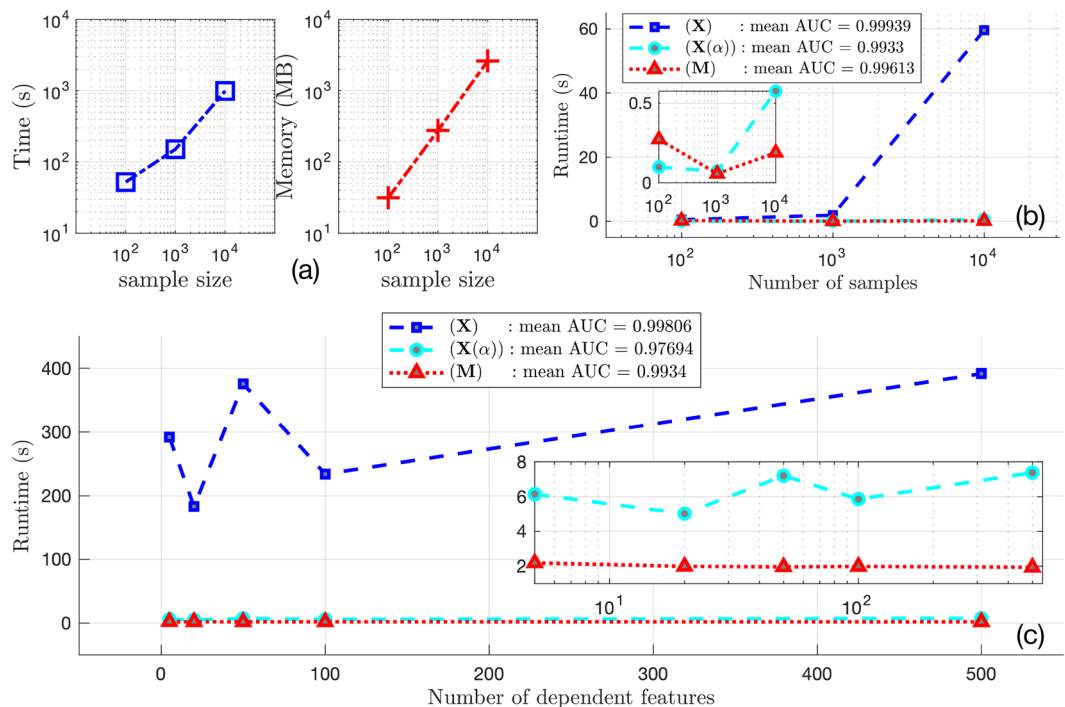 10^4
10^3
10^2
10^1
Time (s)
10^2 10^3 10^4
sample size
(a)
10^4
10^3
10^2
10^1
Memory (MB)
10^2 10^3 10^4
sample size
60
40
20
0
Runtime (s)
(X) : mean AUC = 0.99939
(X(α)) : mean AUC = 0.9933
(M) : mean AUC = 0.99613
0.5
0
10^2 10^3 10^4
(b)
10^2 10^3 10^4
Number of samples
(X) : mean AUC = 0.99806
(X(α)) : mean AUC = 0.97694
(M) : mean AUC = 0.9934
400
300
200
100
0
Runtime (s)
8
6
4
2
10^1 10^2
(c)
0 100 200 300 400 500
Number of dependent features